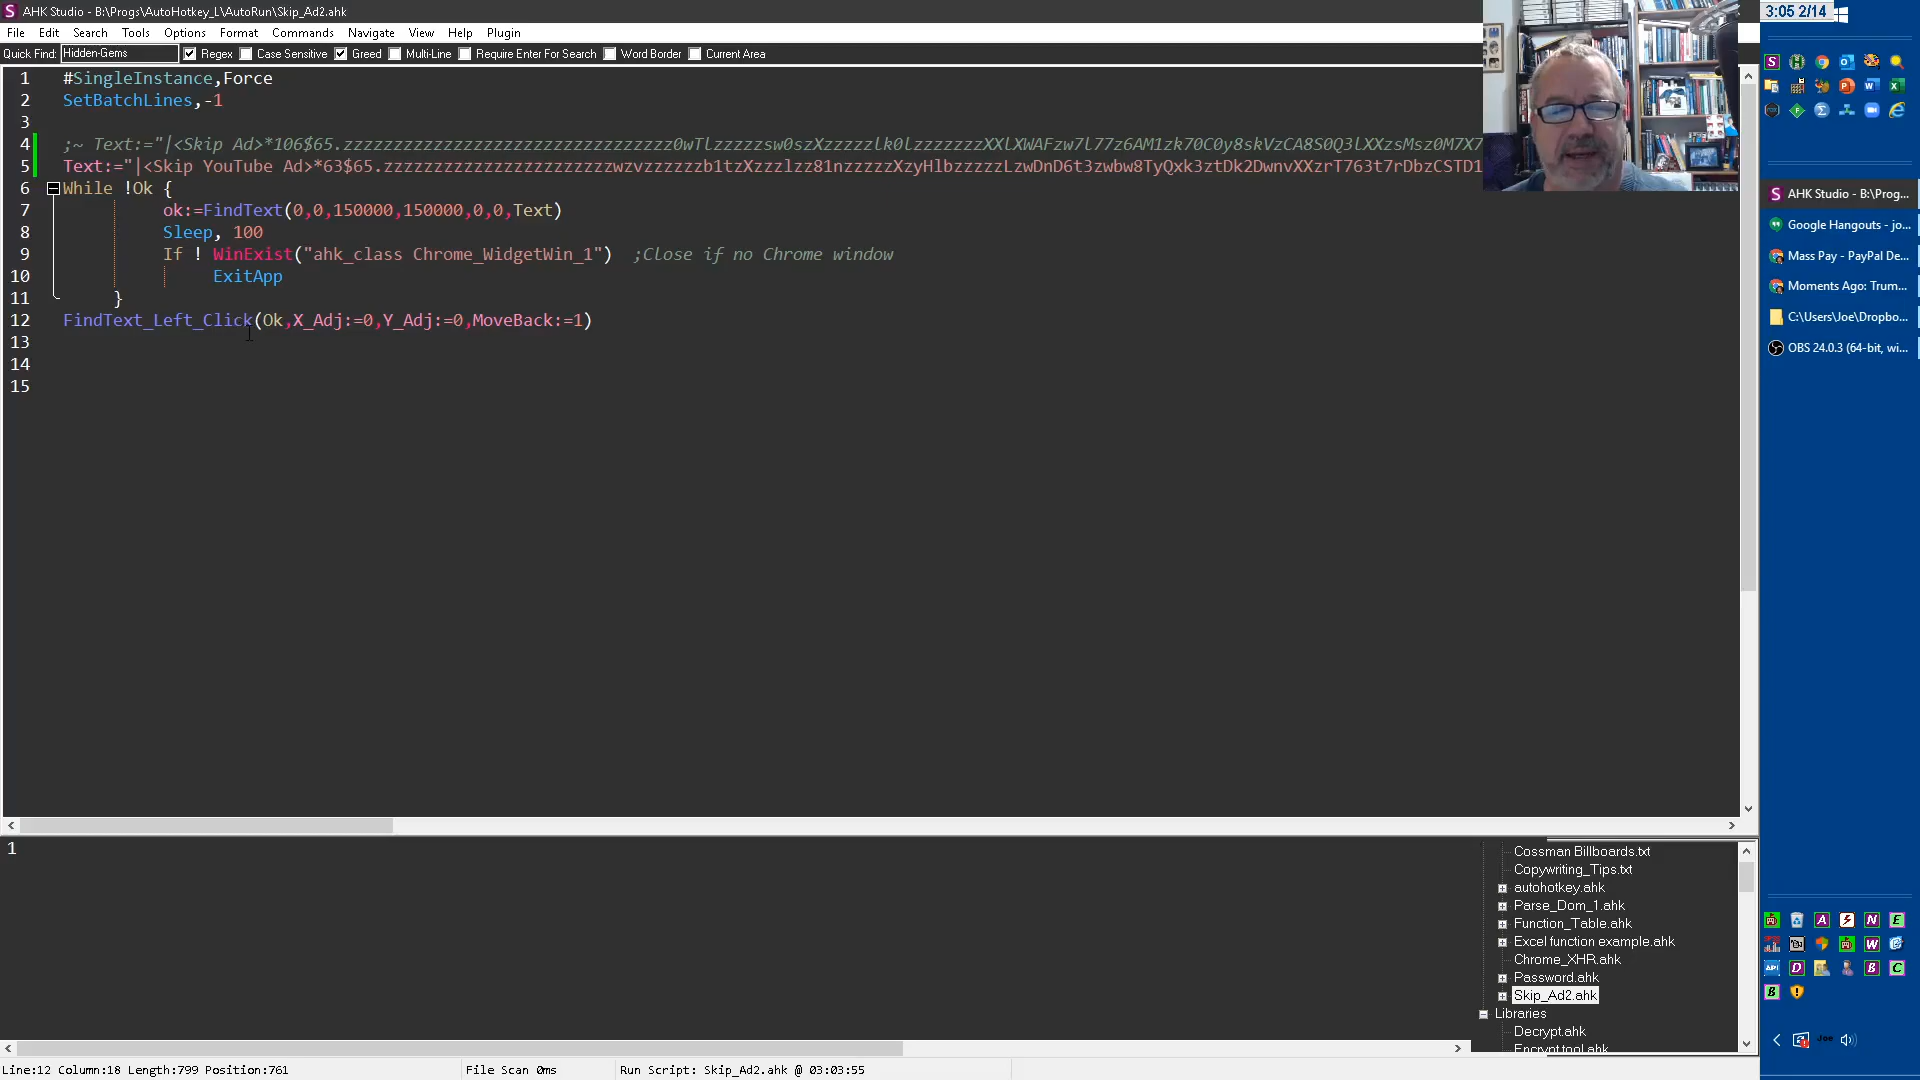 AHK Studio - B:\Progs\AutoHotkey_L\AutoRun\Skip_Ad2.ahk
File Edit Search Tools Options Format Commands Navigate View Help Plugin
Quick Find: Hidden-Gems Regex Case Sensitive Greed Multi-Line Require Enter For Search Word Border Current Area
1 #SingleInstance,Force
2 SetBatchLines,-1
3
4 ;~ Text:="|<Skip Ad>*106$65.zzzzzzzzzzzzzzzzzzzzzzzzzzzzzzzzz0wTlzzzzzsw0szXzzzzzlk0lzzzzzzzXXlXWAFzw7l77z6AM1zk70C0y8skVzCA8S0Q3lXXzsMsz0M7X7
5 Text:="|<Skip YouTube Ad>*63$65.zzzzzzzzzzzzzzzzzzzzzzzwzvzzzzzzb1tzXzzzlzz81nzzzzzXzyHlbzzzzzLzwDnD6t3zwbw8TyQxk3ztDk2DwnvXXzrT763t7rDbzCSTD1
6 While !Ok {
7 ok:=FindText(0,0,150000,150000,0,0,Text)
8 Sleep, 100
9 If ! WinExist("ahk_class Chrome_WidgetWin_1") ;Close if no Chrome window
10 ExitApp
11 }
12 FindText_Left_Click(Ok,X_Adj:=0,Y_Adj:=0,MoveBack:=1)
13
14
15
1
Cossman Billboards.txt
Copywriting_Tips.txt
autohotkey.ahk
Parse_Dom_1.ahk
Function_Table.ahk
Excel function example.ahk
Chrome_XHR.ahk
Password.ahk
Skip_Ad2.ahk
Libraries
Decrypt.ahk
Encrypt tool.ahk
Line:12 Column:18 Length:799 Position:761 File Scan 0ms Run Script: Skip_Ad2.ahk @ 03:03:55
3:05 2/14
AHK Studio - B:\Prog...
Google Hangouts - jo...
Mass Pay - PayPal De...
Moments Ago: Trum...
C:\Users\Joe\Dropbo...
OBS 24.0.3 (64-bit, wi...
Joe